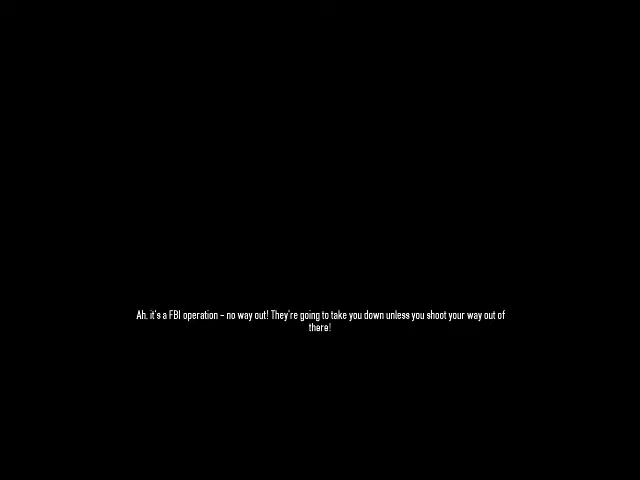 Ah, it's a FBI operation - no way out! They're going to take you down unless you shoot your way out of
there!